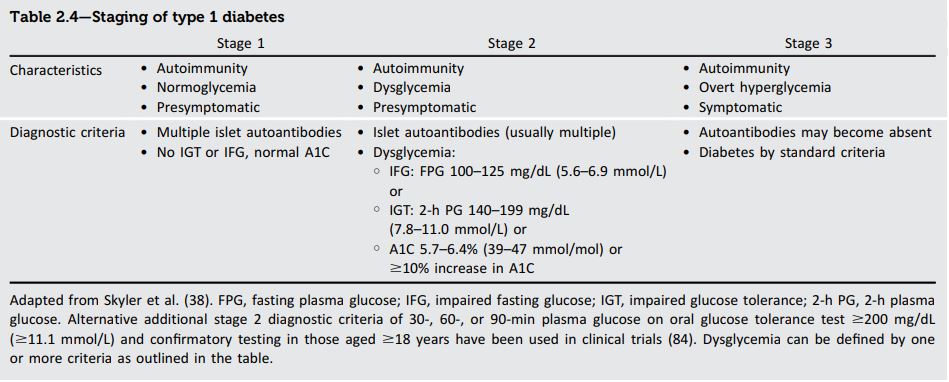 Table 2.4—Staging of type 1 diabetes
Stage 1 Stage 2 Stage 3
Characteristics • Autoimmunity • Autoimmunity • Autoimmunity
• Normoglycemia • Dysglycemia • Overt hyperglycemia
• Presymptomatic • Presymptomatic • Symptomatic
Diagnostic criteria • Multiple islet autoantibodies • Islet autoantibodies (usually multiple) • Autoantibodies may become absent
• No IGT or IFG, normal A1C • Dysglycemia: • Diabetes by standard criteria
○ IFG: FPG 100–125 mg/dL (5.6–6.9 mmol/L)
or
○ IGT: 2-h PG 140–199 mg/dL
(7.8–11.0 mmol/L) or
○ A1C 5.7–6.4% (39–47 mmol/mol) or
≥10% increase in A1C
Adapted from Skyler et al. (38). FPG, fasting plasma glucose; IFG, impaired fasting glucose; IGT, impaired glucose tolerance; 2-h PG, 2-h plasma
glucose. Alternative additional stage 2 diagnostic criteria of 30-, 60-, or 90-min plasma glucose on oral glucose tolerance test ≥200 mg/dL
(≥11.1 mmol/L) and confirmatory testing in those aged ≥18 years have been used in clinical trials (84). Dysglycemia can be defined by one
or more criteria as outlined in the table.